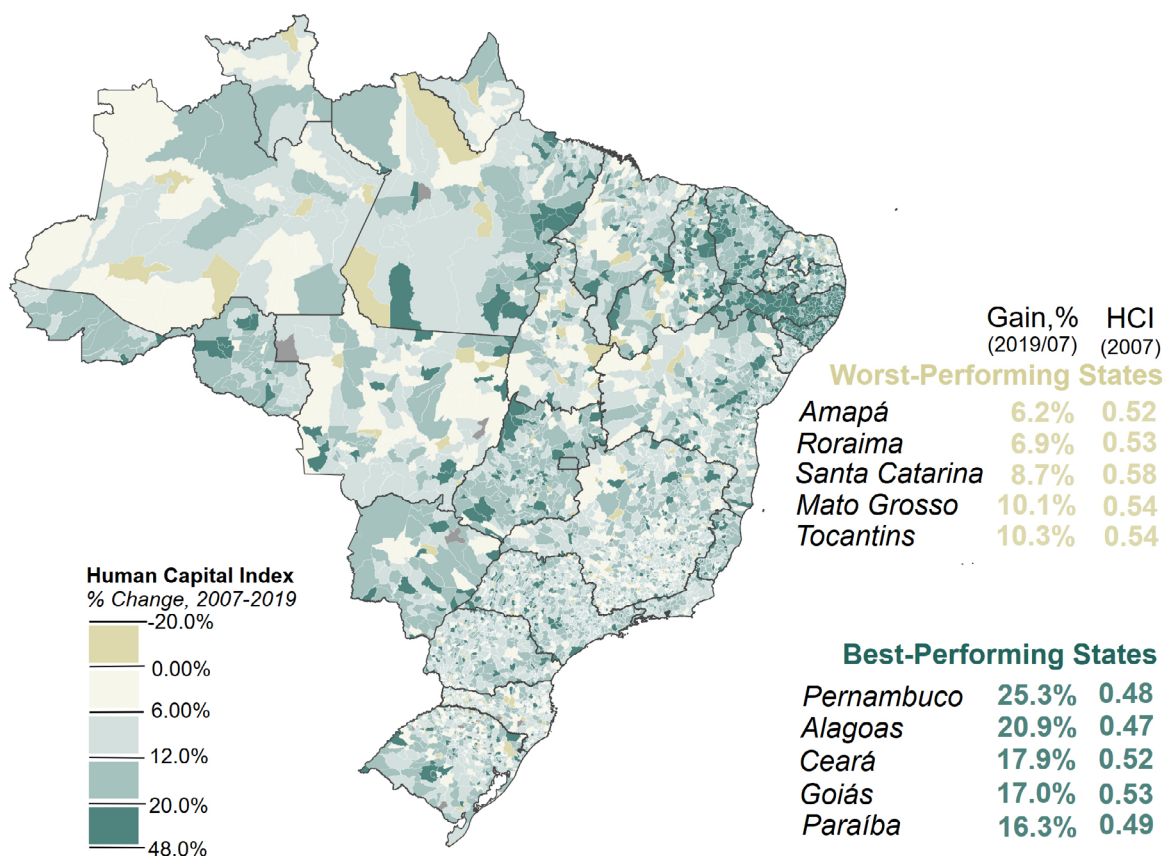 Gain,% HCI
(2019/07) (2007)
Worst-Performing States
Amapá 6.2% 0.52
Roraima 6.9% 0.53
Santa Catarina 8.7% 0.58
Mato Grosso 10.1% 0.54
Tocantins 10.3% 0.54
Human Capital Index
% Change, 2007-2019
-20.0%
0.00%
6.00%
12.0%
20.0%
48.0%
Best-Performing States
Pernambuco 25.3% 0.48
Alagoas 20.9% 0.47
Ceará 17.9% 0.52
Goiás 17.0% 0.53
Paraíba 16.3% 0.49